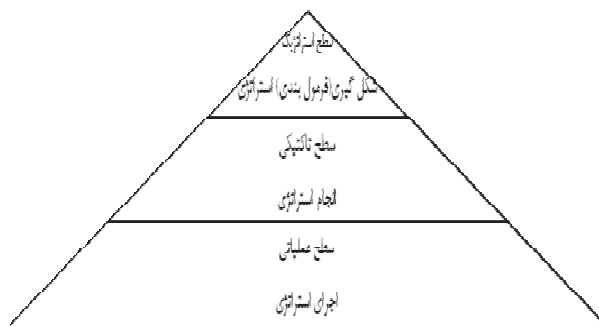 سطح استراتژیک
شکل گیری(فرمول بندی) استراتژی
سطح تاکتیکی
انجام استراتژی
سطح عملیاتی
اجرای استراتژی